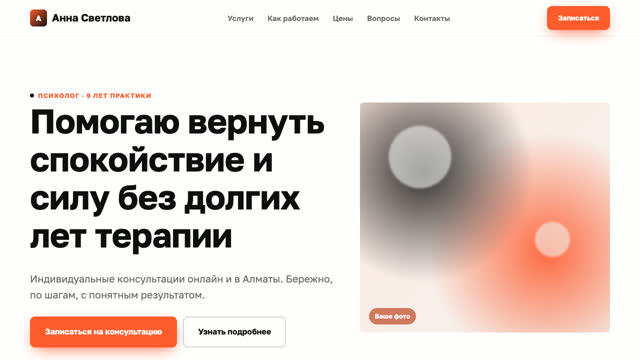 А Анна Светлова
Услуги Как работаем Цены Вопросы Контакты
Записаться
ПСИХОЛОГ · 9 ЛЕТ ПРАКТИКИ
Помогаю вернуть
спокойствие и
силу без долгих
лет терапии
Индивидуальные консультации онлайн и в Алматы. Бережно,
по шагам, с понятным результатом.
Записаться на консультацию
Узнать подробнее
Ваше фото